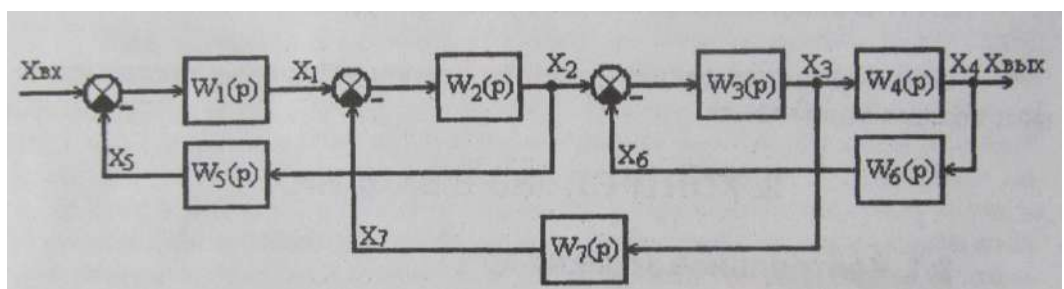 Xвх
W1(p)
X1
W2(p)
X2
W3(p)
X3
W4(p)
X4 Xвых
X5
W5(p)
X6
W6(p)
X7
W7(p)